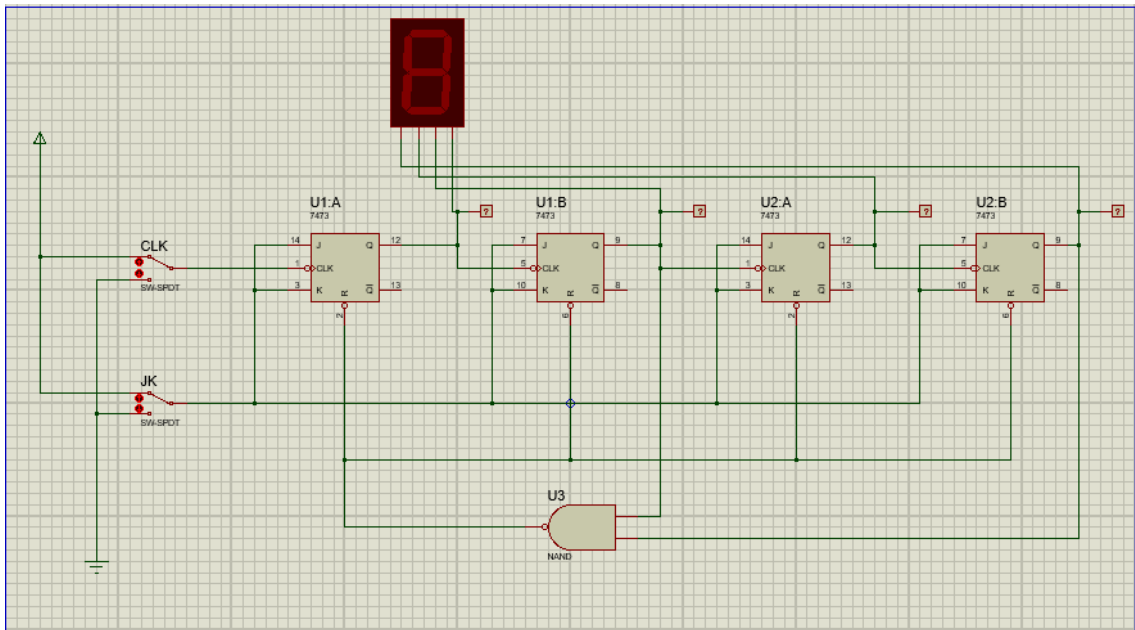 8
U1:A
7473
U1:B
7473
U2:A
7473
U2:B
7473
?
?
?
?
14 J Q 12
1 CLK
3 K Q 13
R
2
7 J Q 9
5 CLK
10 K Q 8
R
6
14 J Q 12
1 CLK
3 K Q 13
R
2
7 J Q 9
5 CLK
10 K Q 8
R
6
CLK
SW-SPDT
JK
SW-SPDT
U3
NAND